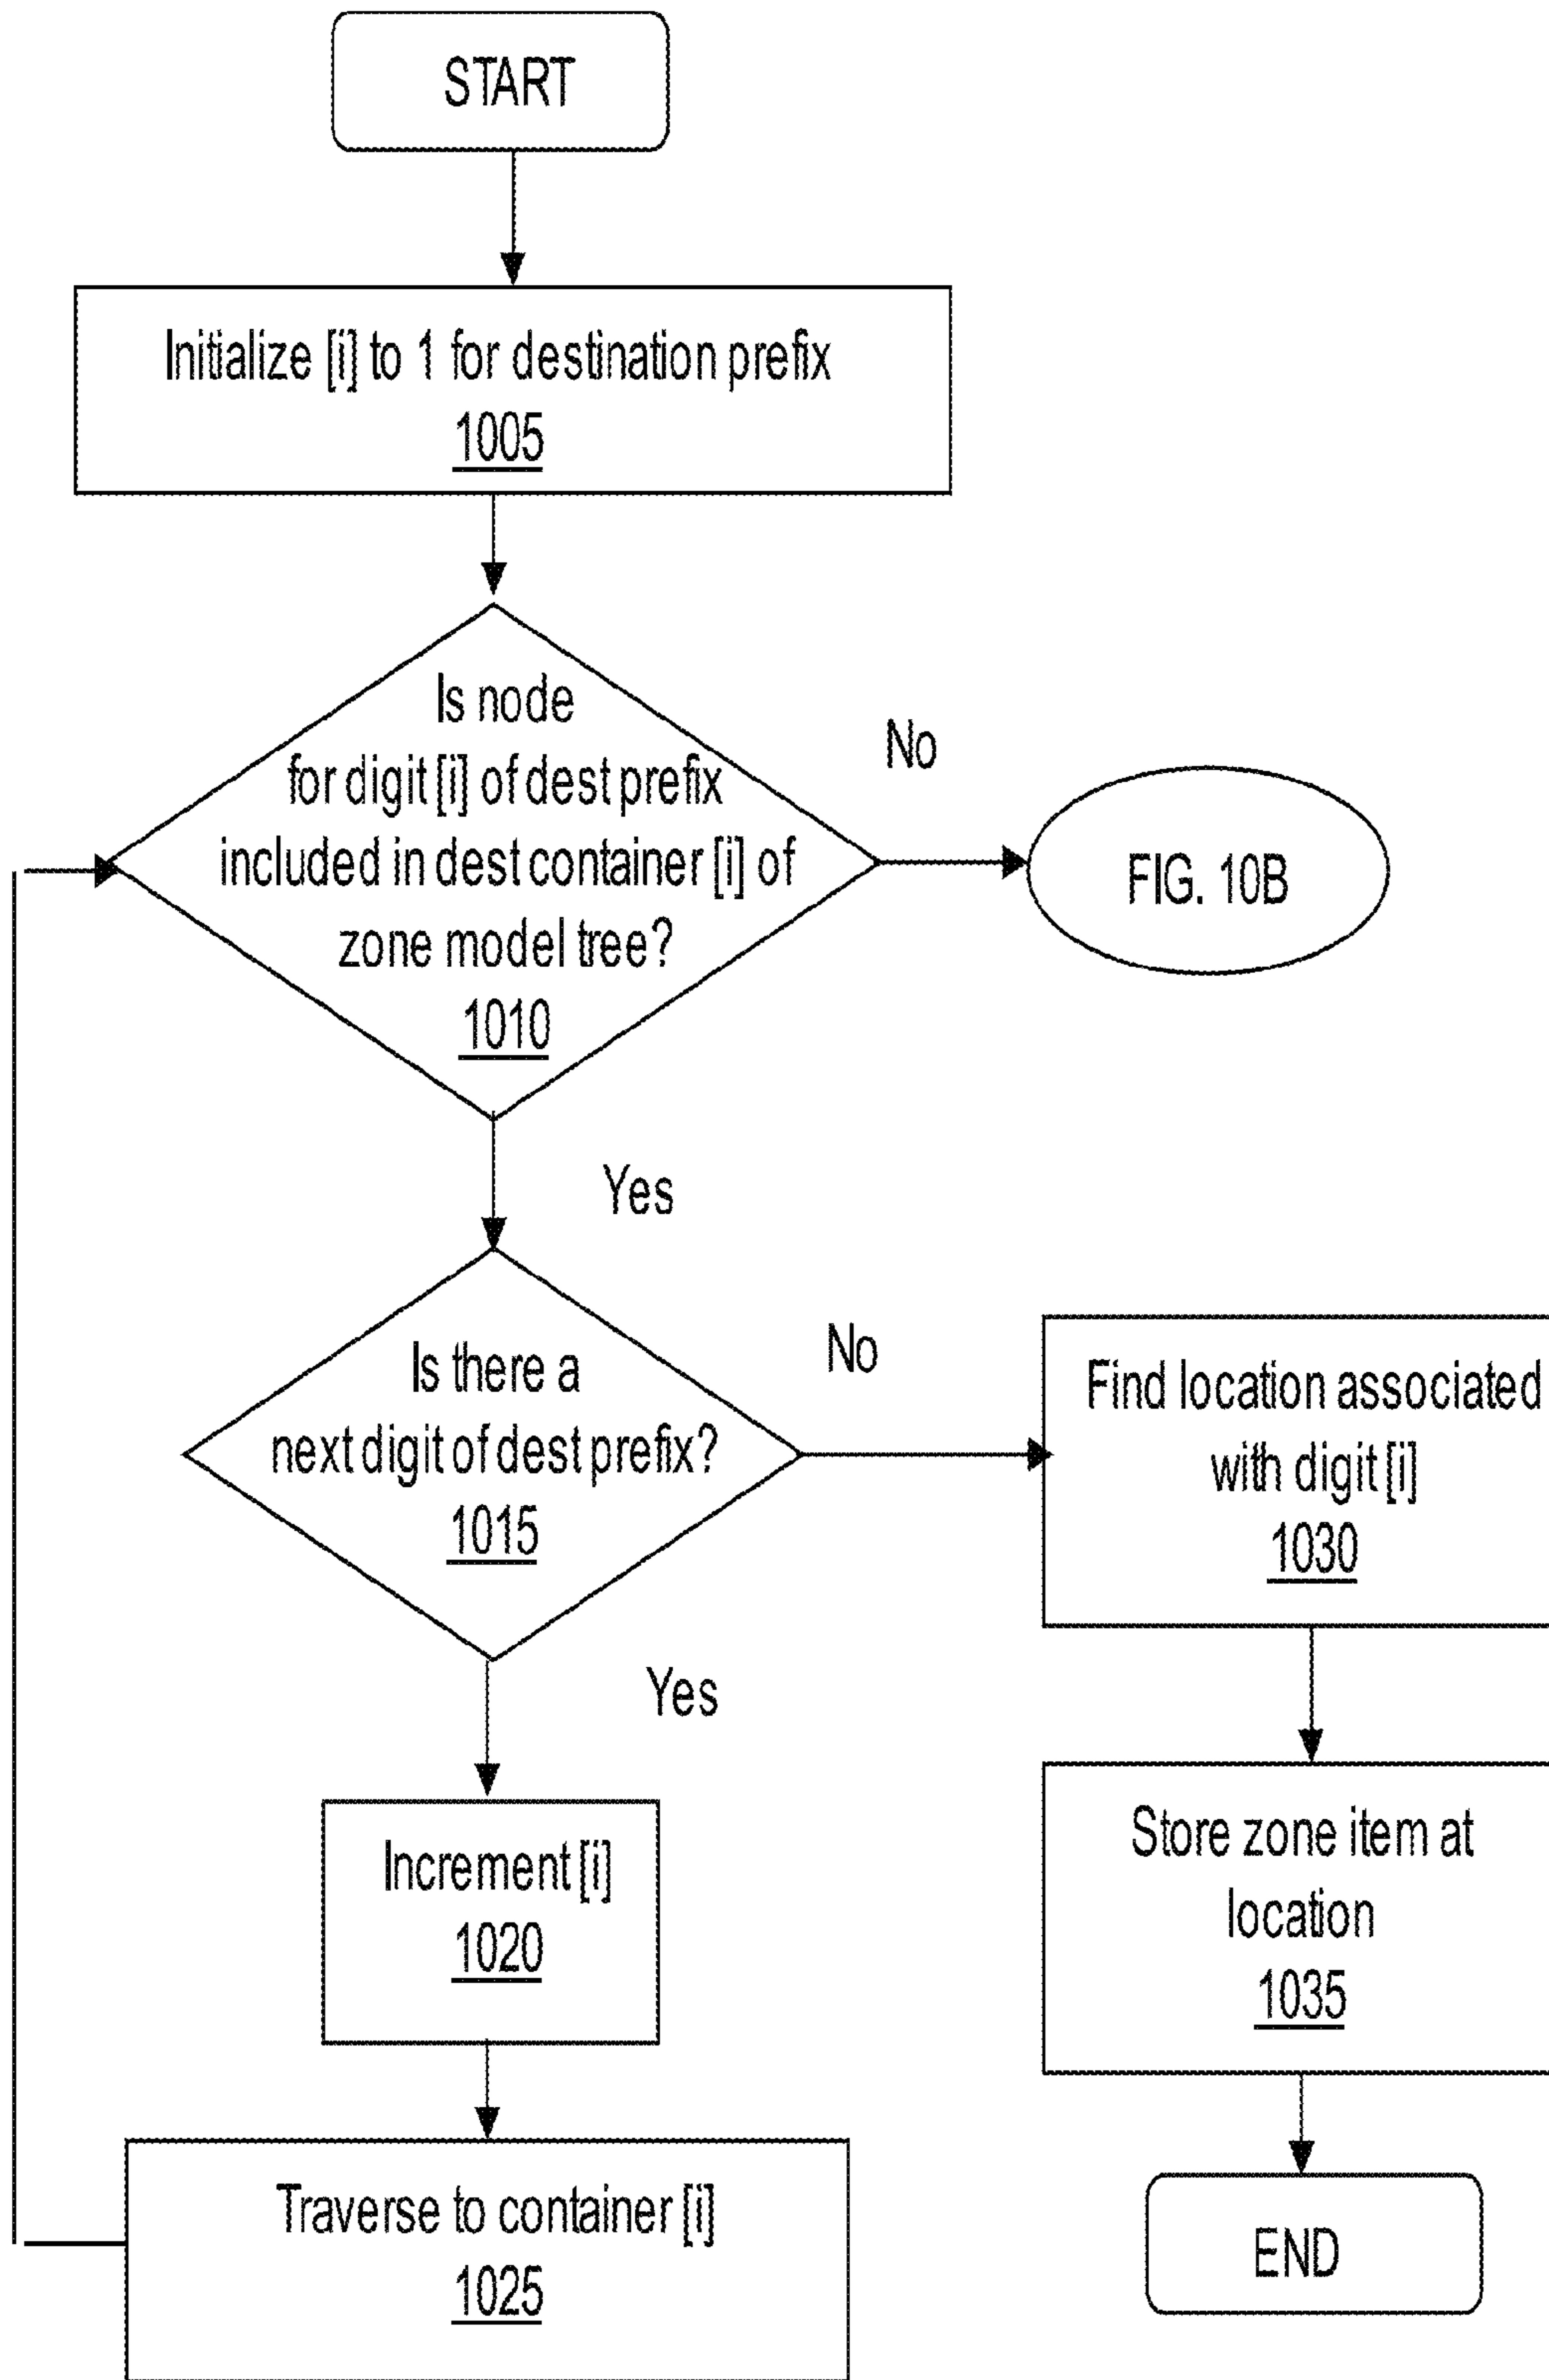 START
Initialize [i] to 1 for destination prefix
1005
Is node
for digit [i] of dest prefix
included in dest container [i] of
zone model tree?
1010
No
FIG. 10B
Yes
Is there a
next digit of dest prefix?
1015
No
Find location associated
with digit [i]
1030
Yes
Increment [i]
1020
Store zone item at
location
1035
Traverse to container [i]
1025
END